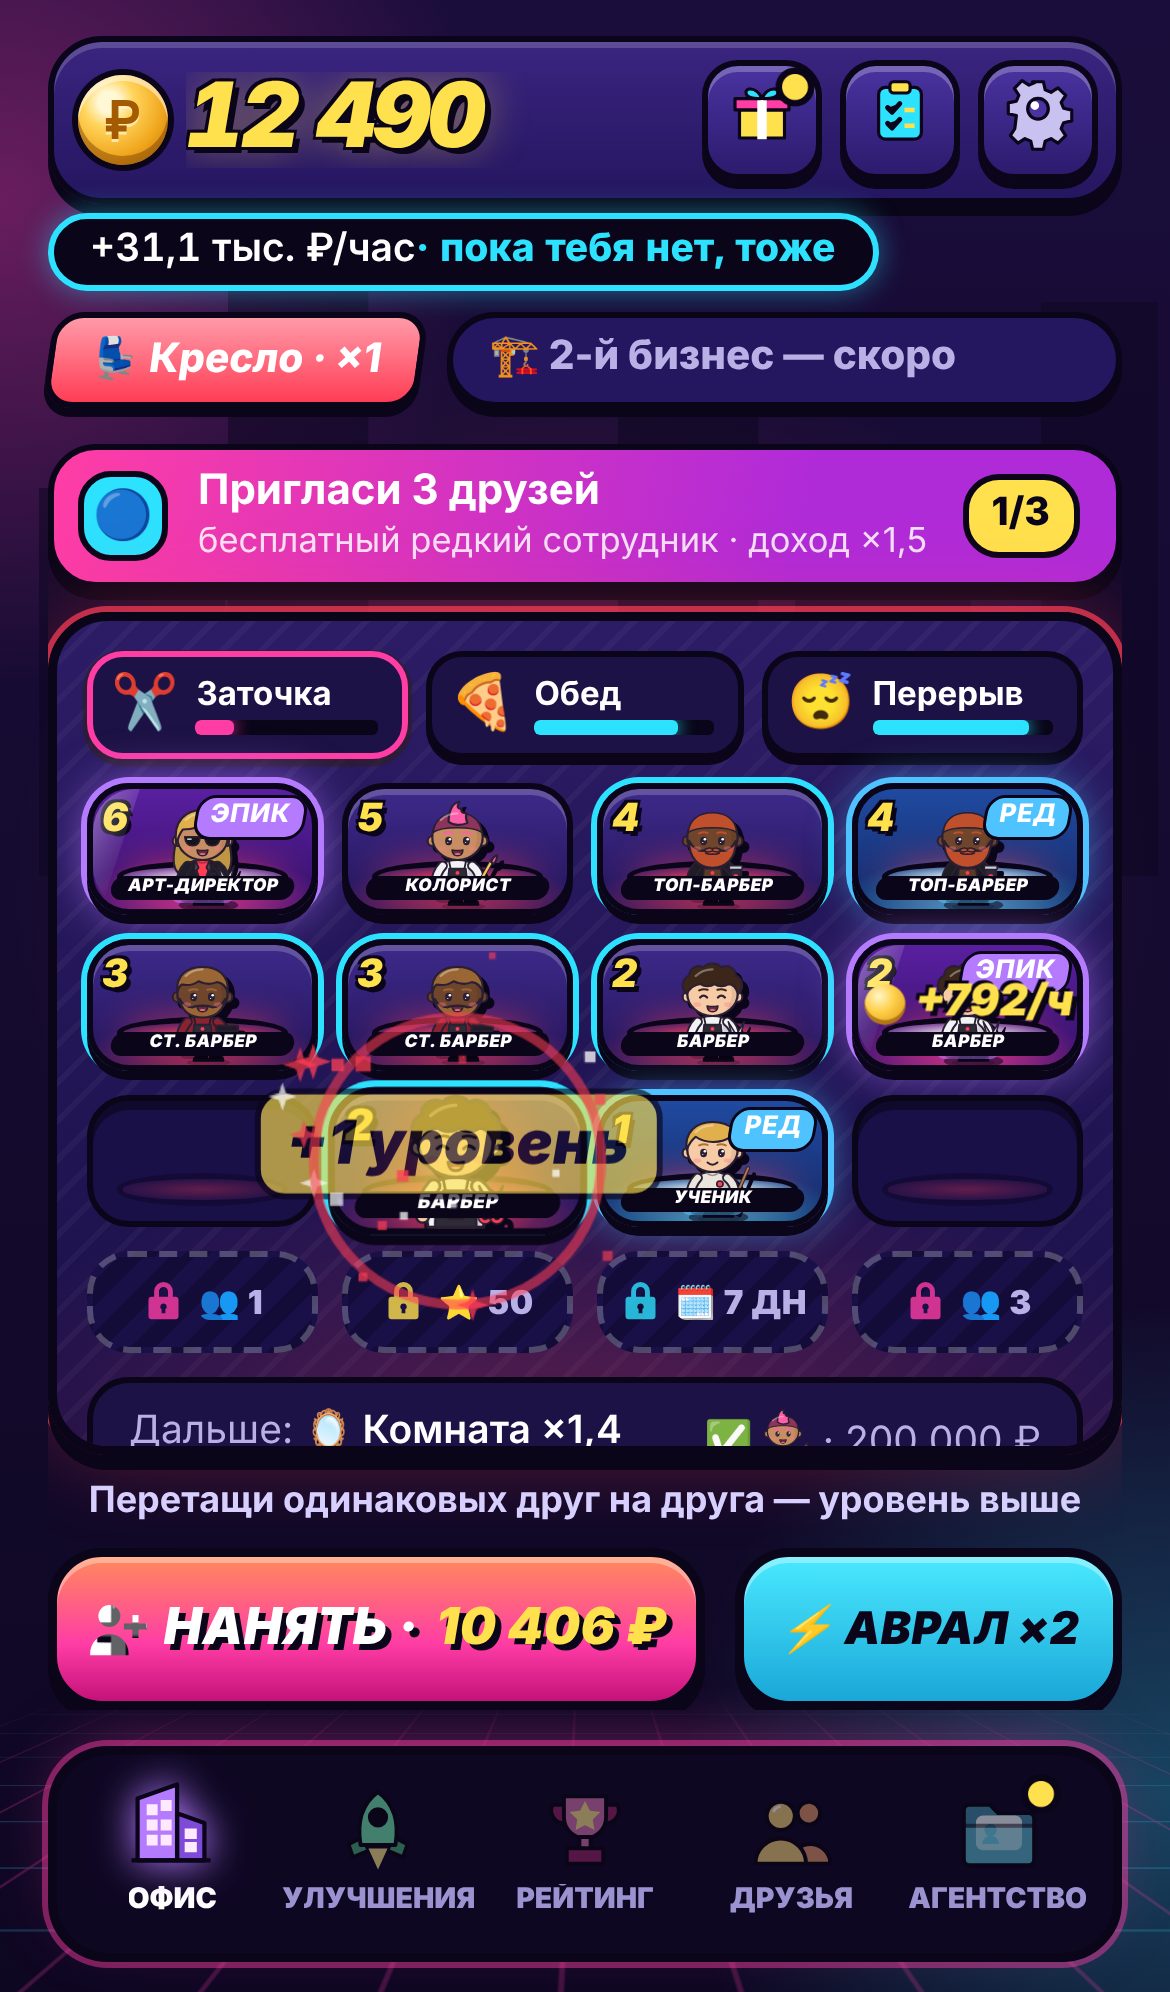 ₽ 12 490
+31,1 тыс. ₽/час · пока тебя нет, тоже
Кресло · ×1
2-й бизнес — скоро
Пригласи 3 друзей
бесплатный редкий сотрудник · доход ×1,5
1/3
Заточка
Обед
Перерыв
6 ЭПИК
АРТ-ДИРЕКТОР
5
КОЛОРИСТ
4
ТОП-БАРБЕР
4 РЕД
ТОП-БАРБЕР
3
СТ. БАРБЕР
3
СТ. БАРБЕР
2
БАРБЕР
2 ЭПИК
+792/ч
БАРБЕР
2
+1 уровень
БАРБЕР
1 РЕД
УЧЕНИК
1
50
7 ДН
3
Дальше: Комната ×1,4
· 200 000 ₽
Перетащи одинаковых друг на друга — уровень выше
НАНЯТЬ · 10 406 ₽
АВРАЛ ×2
ОФИС
УЛУЧШЕНИЯ
РЕЙТИНГ
ДРУЗЬЯ
АГЕНТСТВО